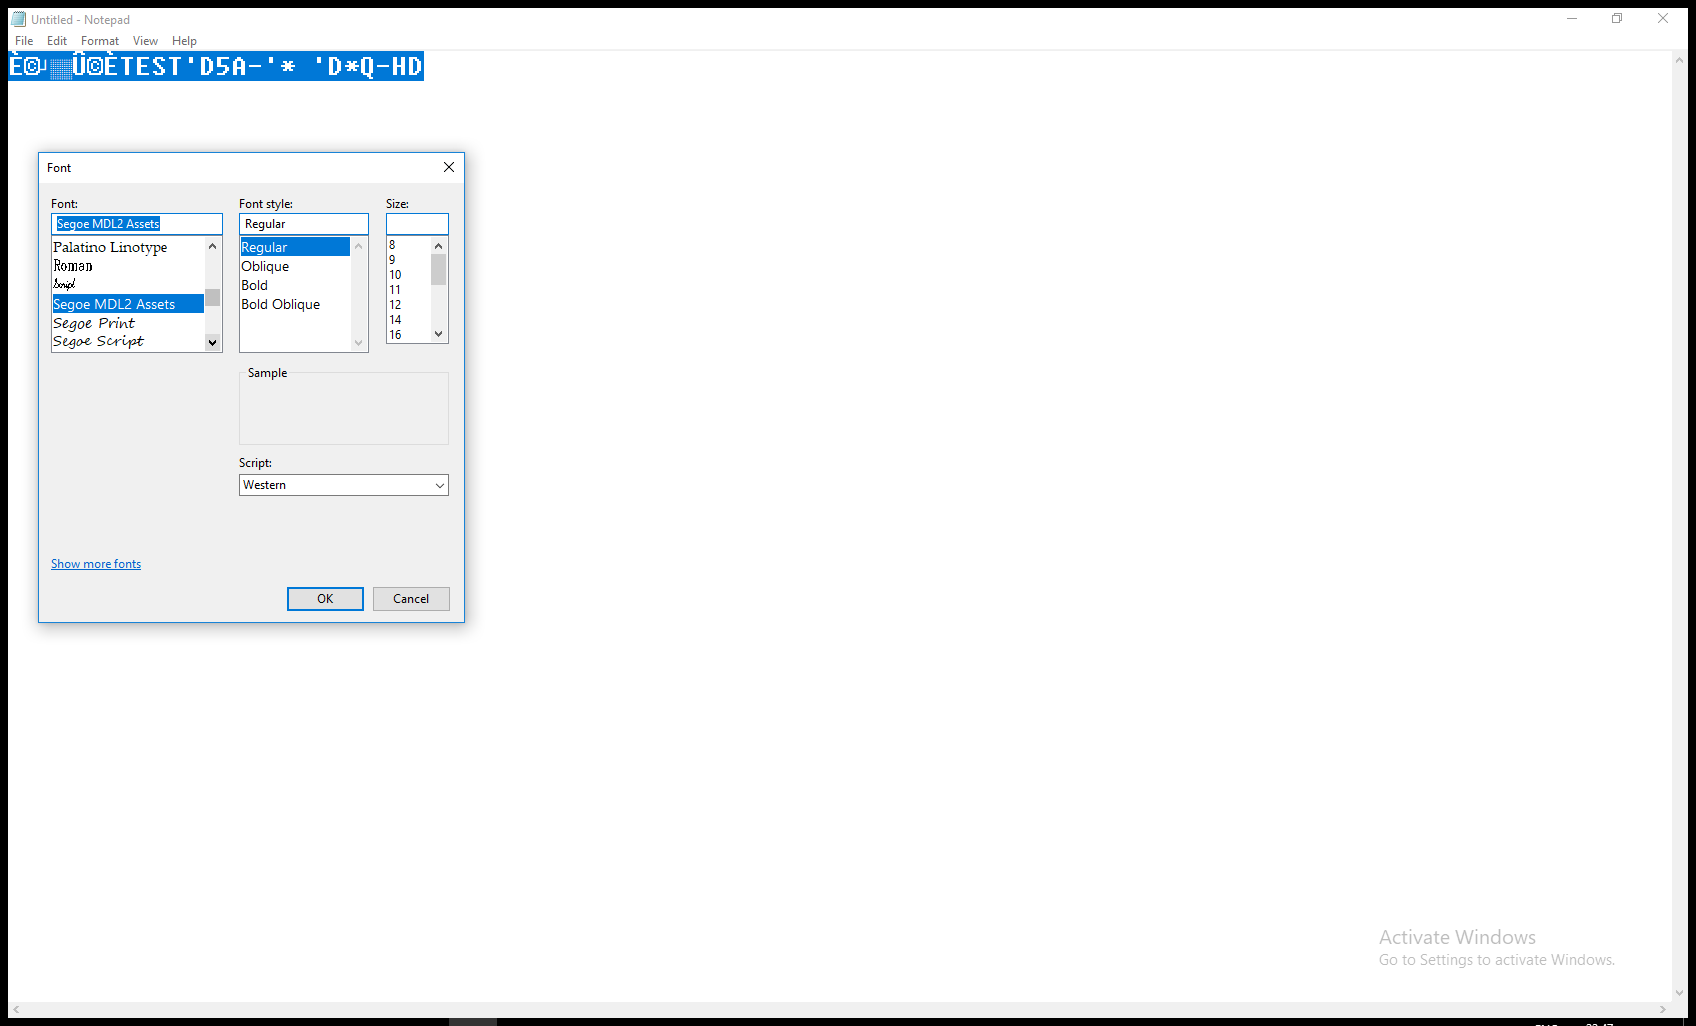 Untitled - Notepad
File Edit Format View Help
TEST'D5A-'* 'D*Q-HD
Font
Font: Font style: Size:
Segoe MDL2 Assets Regular
Palatino Linotype Regular 8
Roman Oblique 9
Script Bold 10
Segoe MDL2 Assets Bold Oblique 11
Segoe Print 12
Segoe Script 14
16
Sample
Script:
Western
Show more fonts
OK Cancel
Activate Windows
Go to Settings to activate Windows.